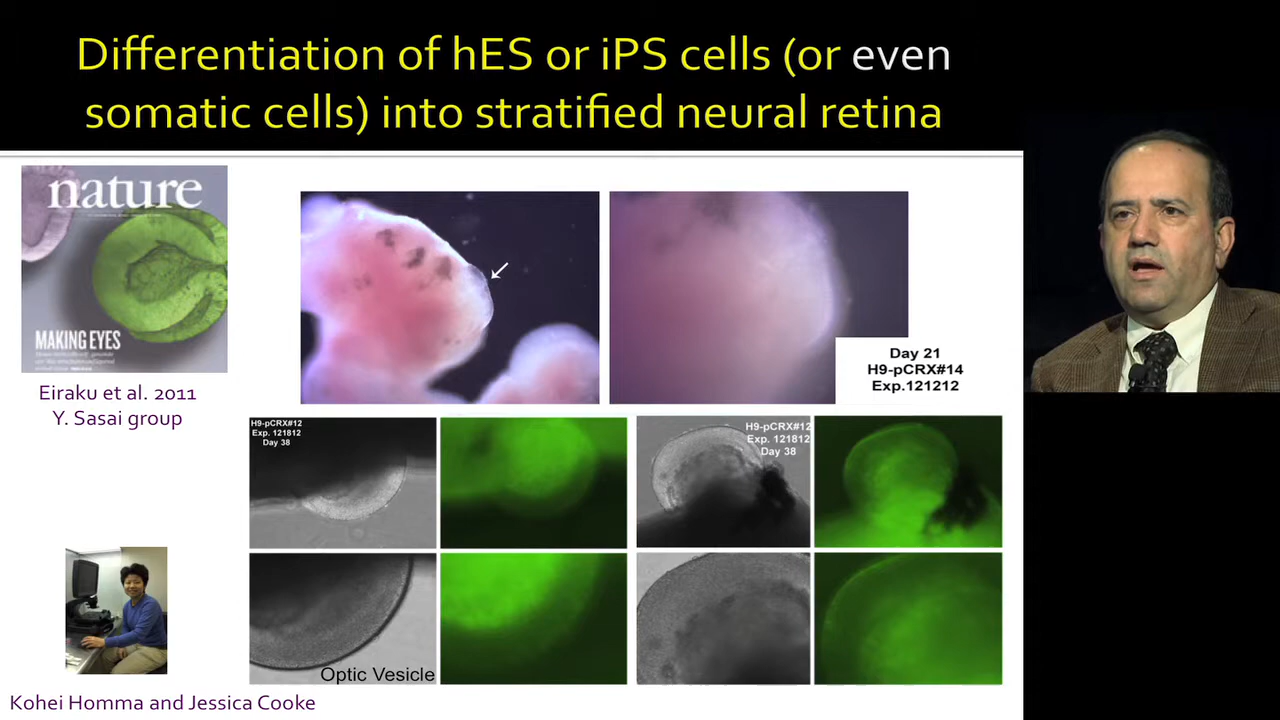 Differentiation of hES or iPS cells (or even
somatic cells) into stratified neural retina
nature
MAKING EYES
Eiraku et al. 2011
Y. Sasai group
Day 21
H9-pCRX#14
Exp.121212
H9-pCRX#12
Exp. 121812
Day 38
H9-pCRX#12
Exp. 121812
Day 38
Optic Vesicle
Kohei Homma and Jessica Cooke